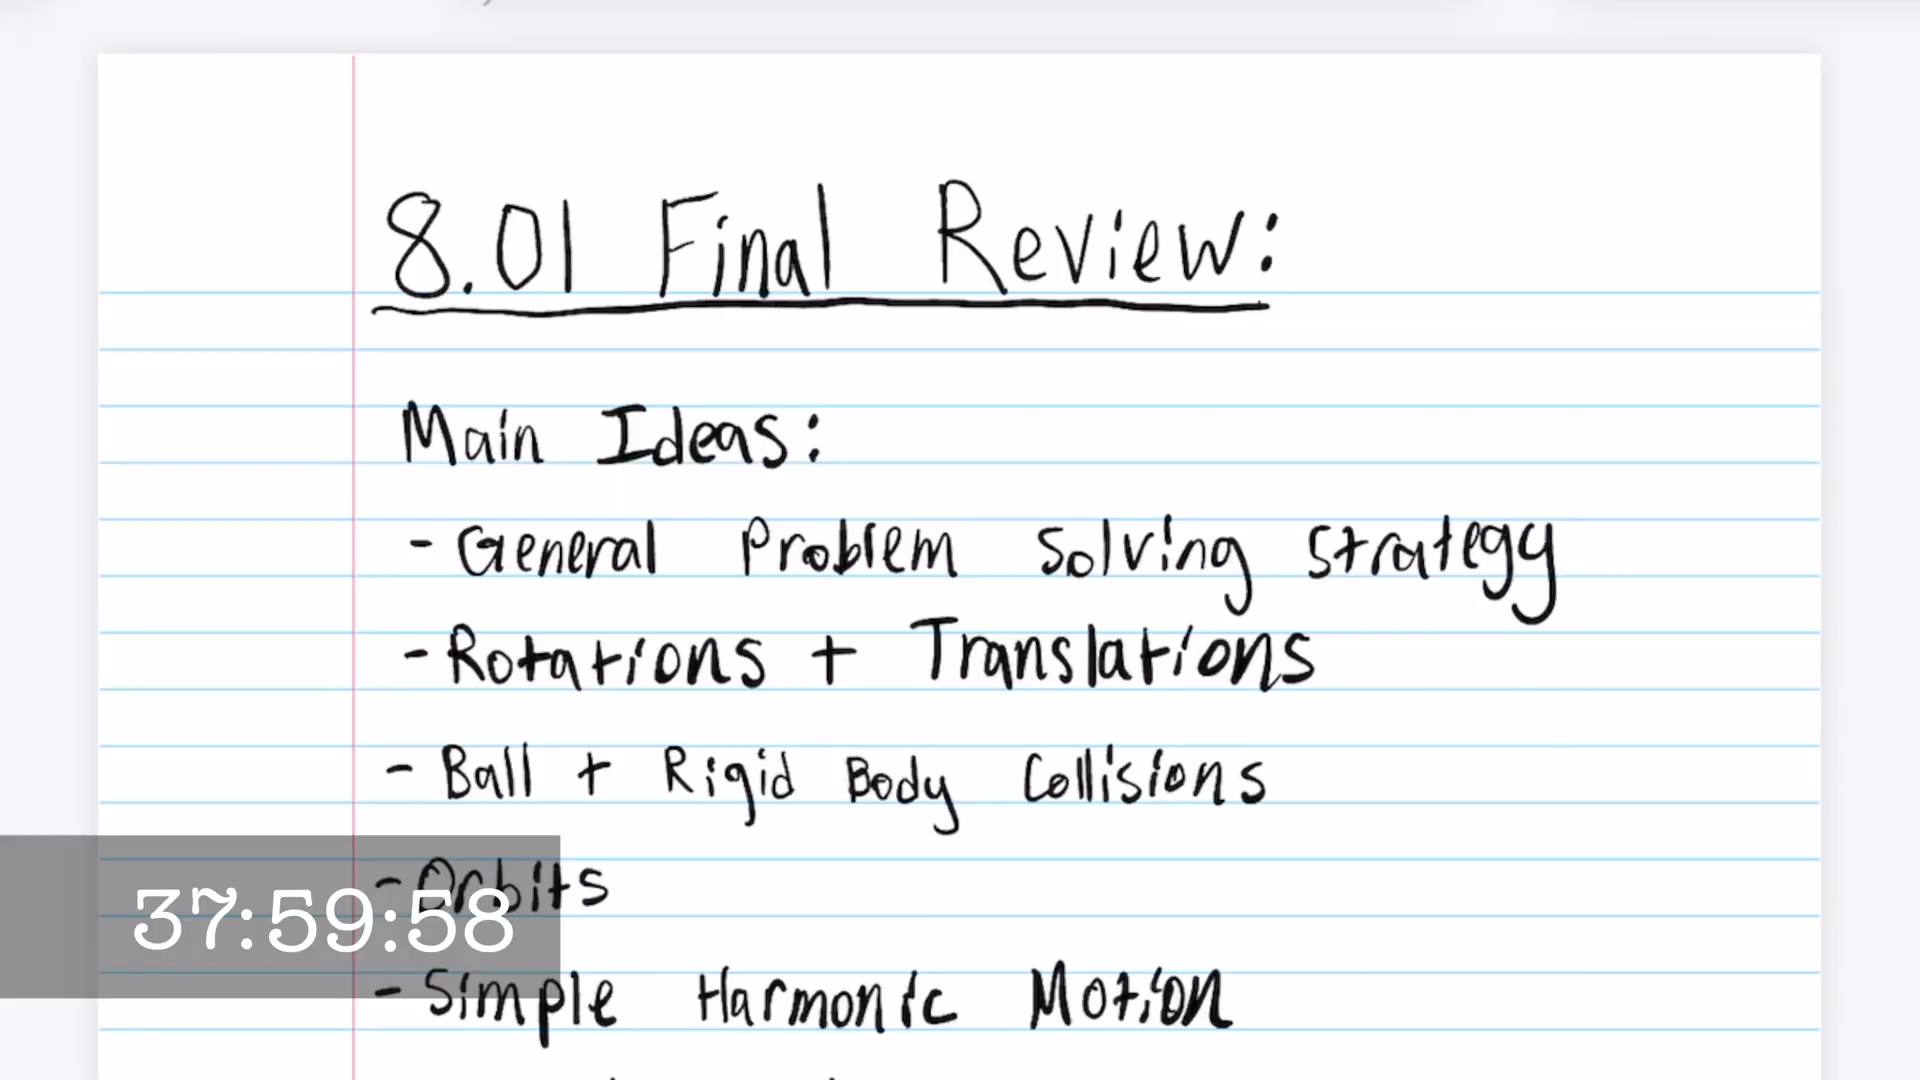 8.01 Final Review:
Main Ideas:
- General Problem Solving Strategy
- Rotations + Translations
- Ball + Rigid Body Collisions
- Orbits
37:59:58
- Simple Harmonic Motion